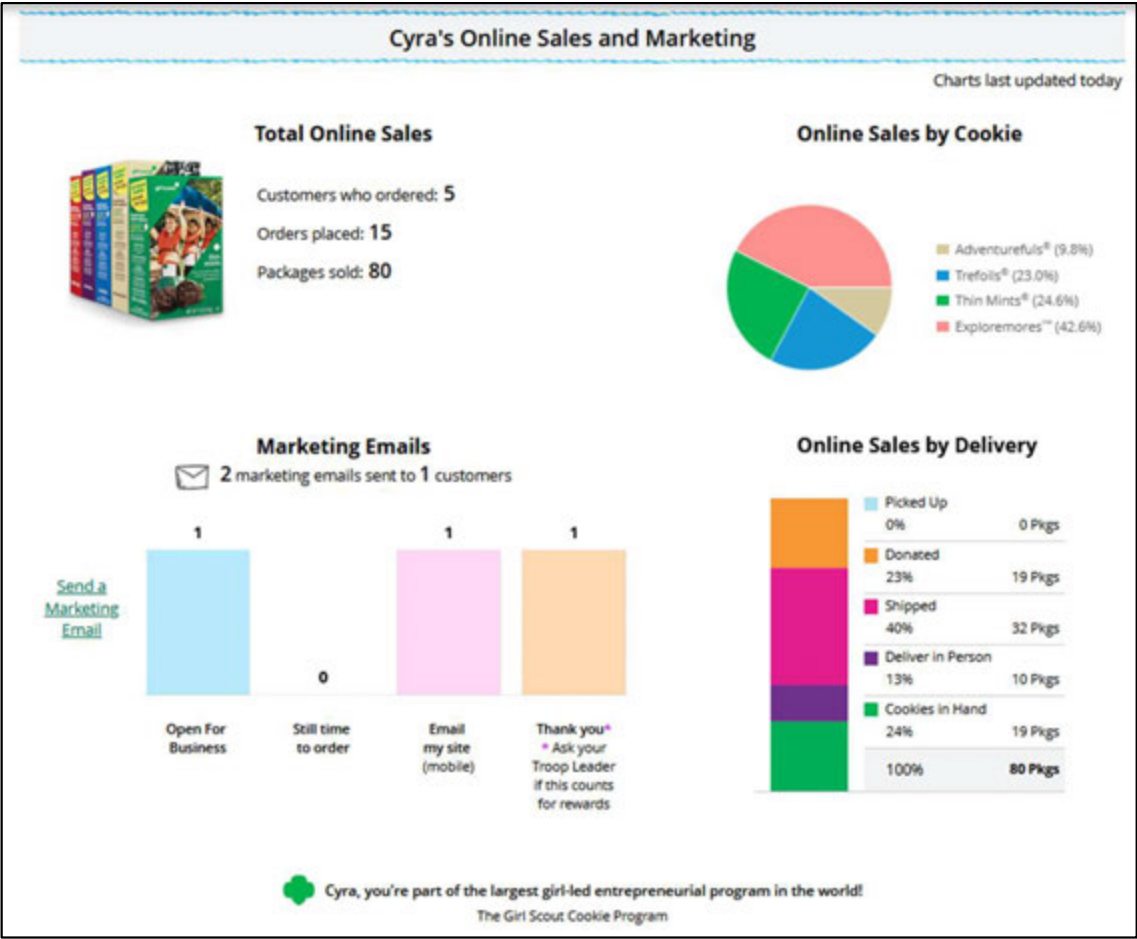 Cyra's Online Sales and Marketing
Charts last updated today
Total Online Sales
Customers who ordered: 5
Orders placed: 15
Packages sold: 80
Online Sales by Cookie
Adventurefuls® (9.8%)
Trefoils® (23.0%)
Thin Mints® (24.6%)
Exploremores™ (42.6%)
Marketing Emails
2 marketing emails sent to 1 customers
Send a
Marketing
Email
1
0
1
1
Open For
Business
Still time
to order
Email
my site
(mobile)
Thank you*
* Ask your
Troop Leader
if this counts
for rewards
Online Sales by Delivery
Picked Up
0% 0 Pkgs
Donated
23% 19 Pkgs
Shipped
40% 32 Pkgs
Deliver in Person
13% 10 Pkgs
Cookies in Hand
24% 19 Pkgs
100% 80 Pkgs
Cyra, you're part of the largest girl-led entrepreneurial program in the world!
The Girl Scout Cookie Program